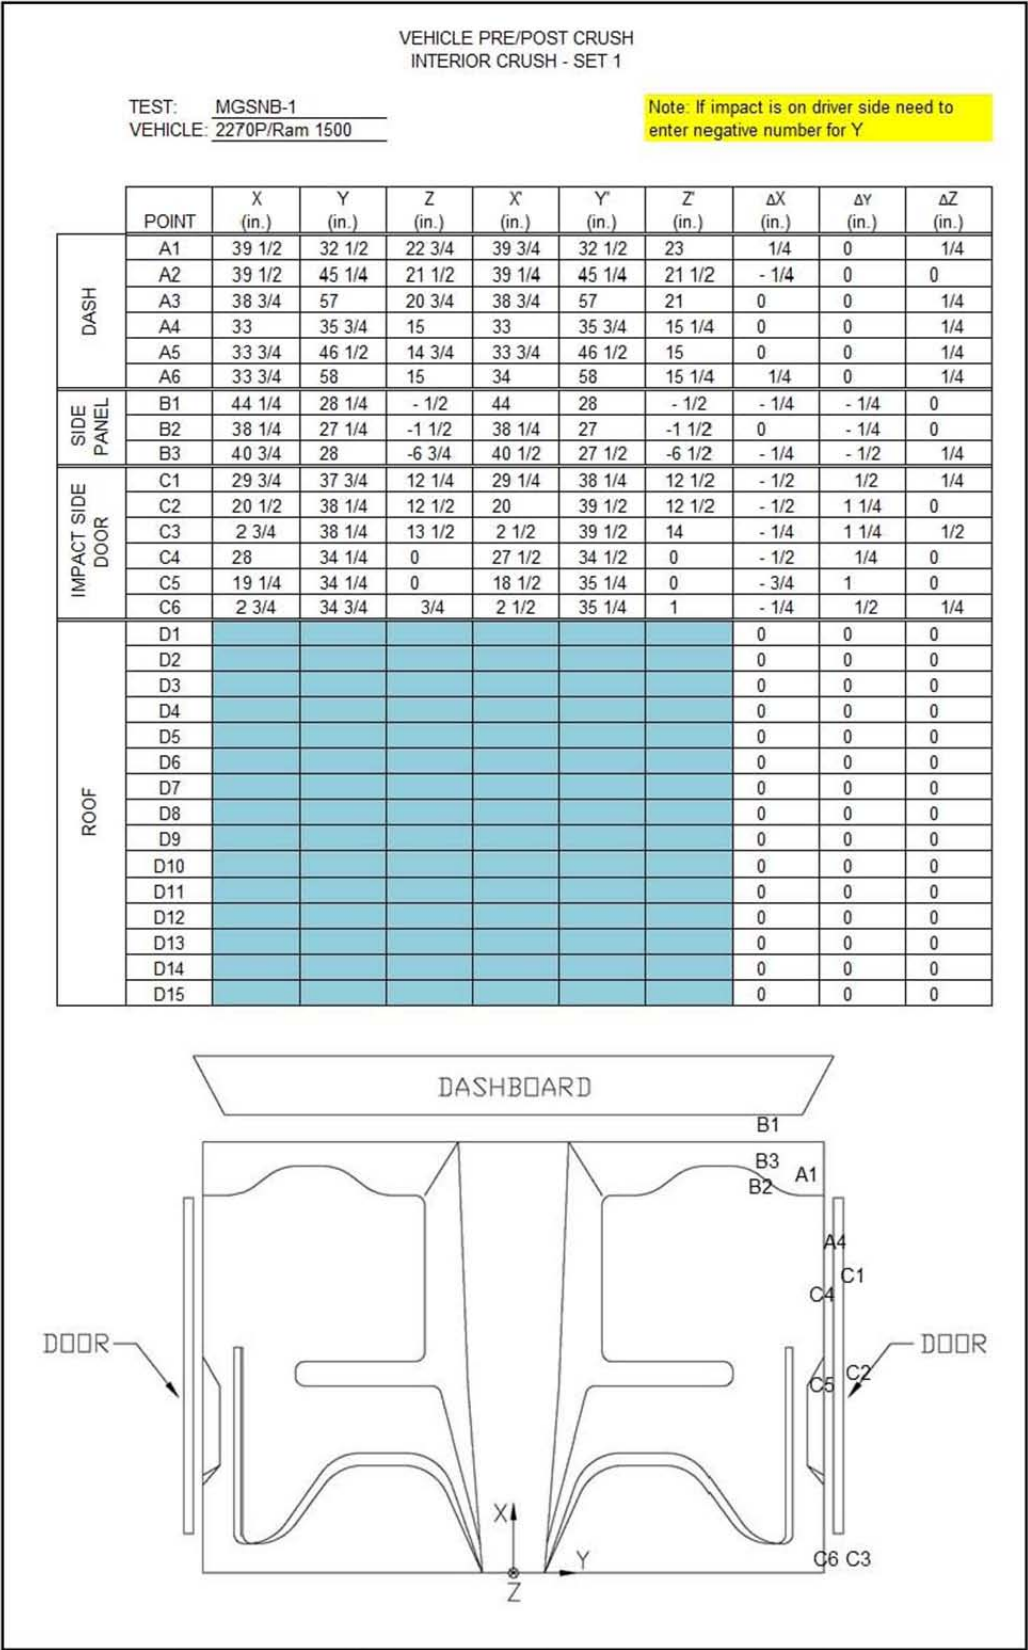 VEHICLE PRE/POST CRUSH
INTERIOR CRUSH - SET 1
TEST: MGSNB-1
VEHICLE: 2270P/Ram 1500
Note: If impact is on driver side need to
enter negative number for Y
POINT X (in.) Y (in.) Z (in.) X' (in.) Y' (in.) Z' (in.) ΔX (in.) ΔY (in.) ΔZ (in.)
DASH
A1 39 1/2 32 1/2 22 3/4 39 3/4 32 1/2 23 1/4 0 1/4
A2 39 1/2 45 1/4 21 1/2 39 1/4 45 1/4 21 1/2 - 1/4 0 0
A3 38 3/4 57 20 3/4 38 3/4 57 21 0 0 1/4
A4 33 35 3/4 15 33 35 3/4 15 1/4 0 0 1/4
A5 33 3/4 46 1/2 14 3/4 33 3/4 46 1/2 15 0 0 1/4
A6 33 3/4 58 15 34 58 15 1/4 1/4 0 1/4
SIDE PANEL
B1 44 1/4 28 1/4 - 1/2 44 28 - 1/2 - 1/4 - 1/4 0
B2 38 1/4 27 1/4 -1 1/2 38 1/4 27 -1 1/2 0 - 1/4 0
B3 40 3/4 28 -6 3/4 40 1/2 27 1/2 -6 1/2 - 1/4 - 1/2 1/4
IMPACT SIDE DOOR
C1 29 3/4 37 3/4 12 1/4 29 1/4 38 1/4 12 1/2 - 1/2 1/2 1/4
C2 20 1/2 38 1/4 12 1/2 20 39 1/2 12 1/2 - 1/2 1 1/4 0
C3 2 3/4 38 1/4 13 1/2 2 1/2 39 1/2 14 - 1/4 1 1/4 1/2
C4 28 34 1/4 0 27 1/2 34 1/2 0 - 1/2 1/4 0
C5 19 1/4 34 1/4 0 18 1/2 35 1/4 0 - 3/4 1 0
C6 2 3/4 34 3/4 3/4 2 1/2 35 1/4 1 - 1/4 1/2 1/4
ROOF
D1 0 0 0
D2 0 0 0
D3 0 0 0
D4 0 0 0
D5 0 0 0
D6 0 0 0
D7 0 0 0
D8 0 0 0
D9 0 0 0
D10 0 0 0
D11 0 0 0
D12 0 0 0
D13 0 0 0
D14 0 0 0
D15 0 0 0
DASHBOARD
B1
B3
A1
B2
A4
C1
C4
DOOR
DOOR
C2
C5
X
Y
C6 C3
Z